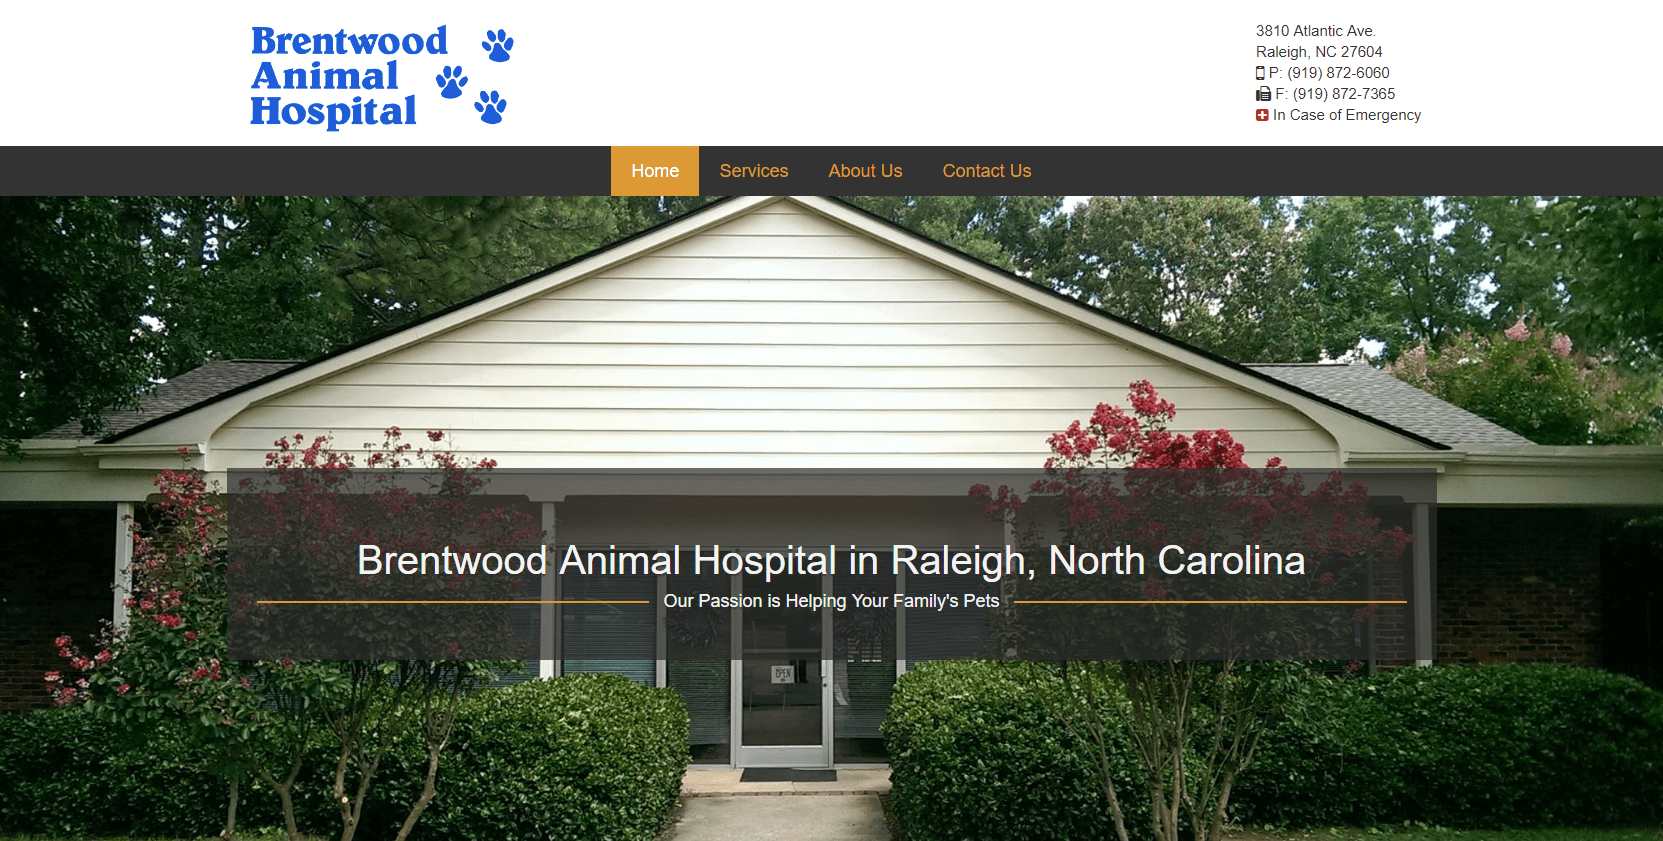 Brentwood
Animal
Hospital
3810 Atlantic Ave.
Raleigh, NC 27604
P: (919) 872-6060
F: (919) 872-7365
In Case of Emergency
Home Services About Us Contact Us
Brentwood Animal Hospital in Raleigh, North Carolina
Our Passion is Helping Your Family's Pets
OPEN